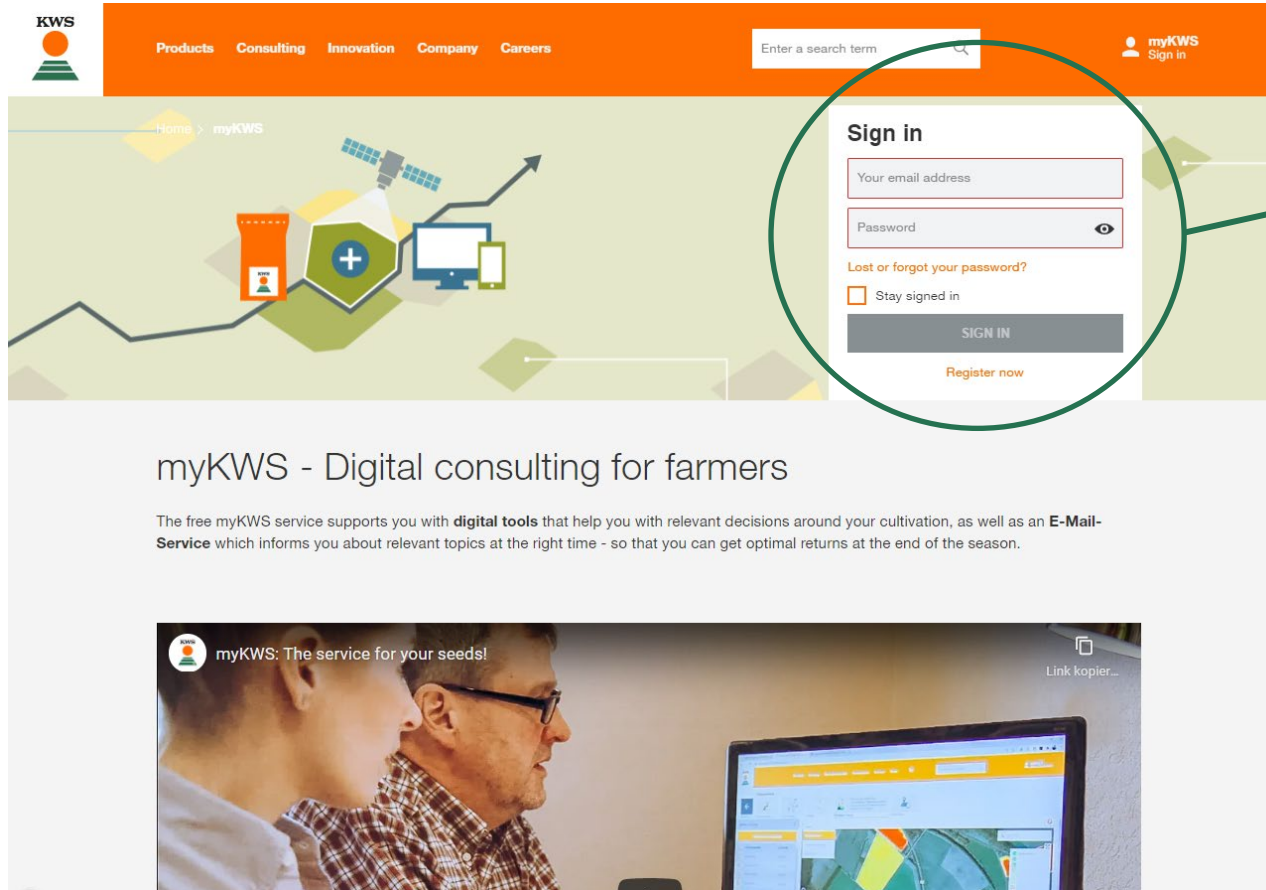 KWS
Products Consulting Innovation Company Careers
Enter a search term
myKWS
Sign in
Home > myKWS
KWS
Sign in
Your email address
Password
Lost or forgot your password?
Stay signed in
SIGN IN
Register now
myKWS - Digital consulting for farmers
The free myKWS service supports you with digital tools that help you with relevant decisions around your cultivation, as well as an E-Mail-
Service which informs you about relevant topics at the right time - so that you can get optimal returns at the end of the season.
KWS
myKWS: The service for your seeds!
Link kopier...